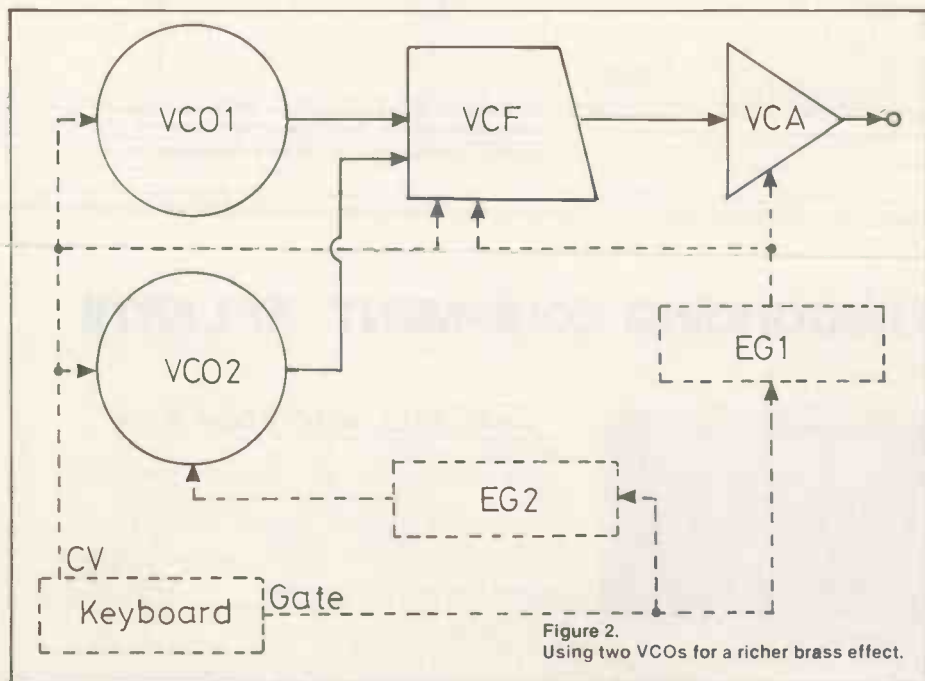 VCO1
VCF
VCA
VCO2
EG1
EG2
CV
Keyboard
Gate
Figure 2.
Using two VCOs for a richer brass effect.